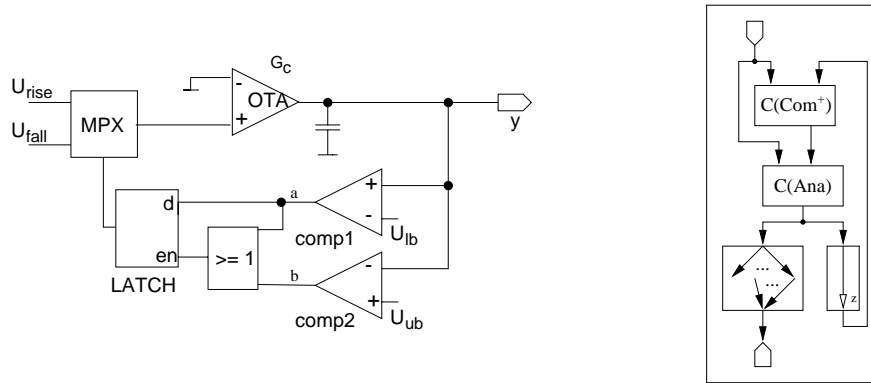 G_c
U_rise
U_fall
MPX
-
OTA
+
y
d
en
LATCH
>= 1
a
b
+
-
comp1
U_lb
-
+
comp2
U_ub
C(Com⁺)
C(Ana)
...
...
z